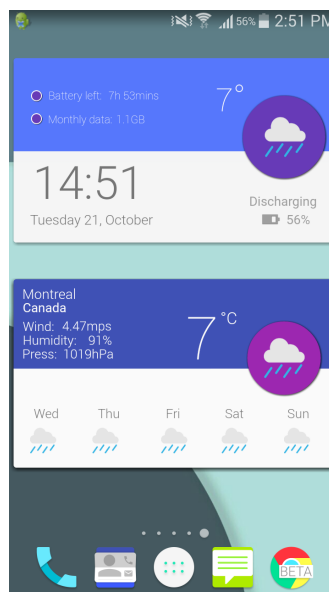 56% 2:51 PM
Battery left: 7h 53mins
7°
Monthly data: 1.1GB
14:51
Tuesday 21, October
Discharging
56%
Montreal
Canada
Wind: 4.47mps
Humidity: 91%
Press: 1019hPa
7°C
Wed Thu Fri Sat Sun
BETA